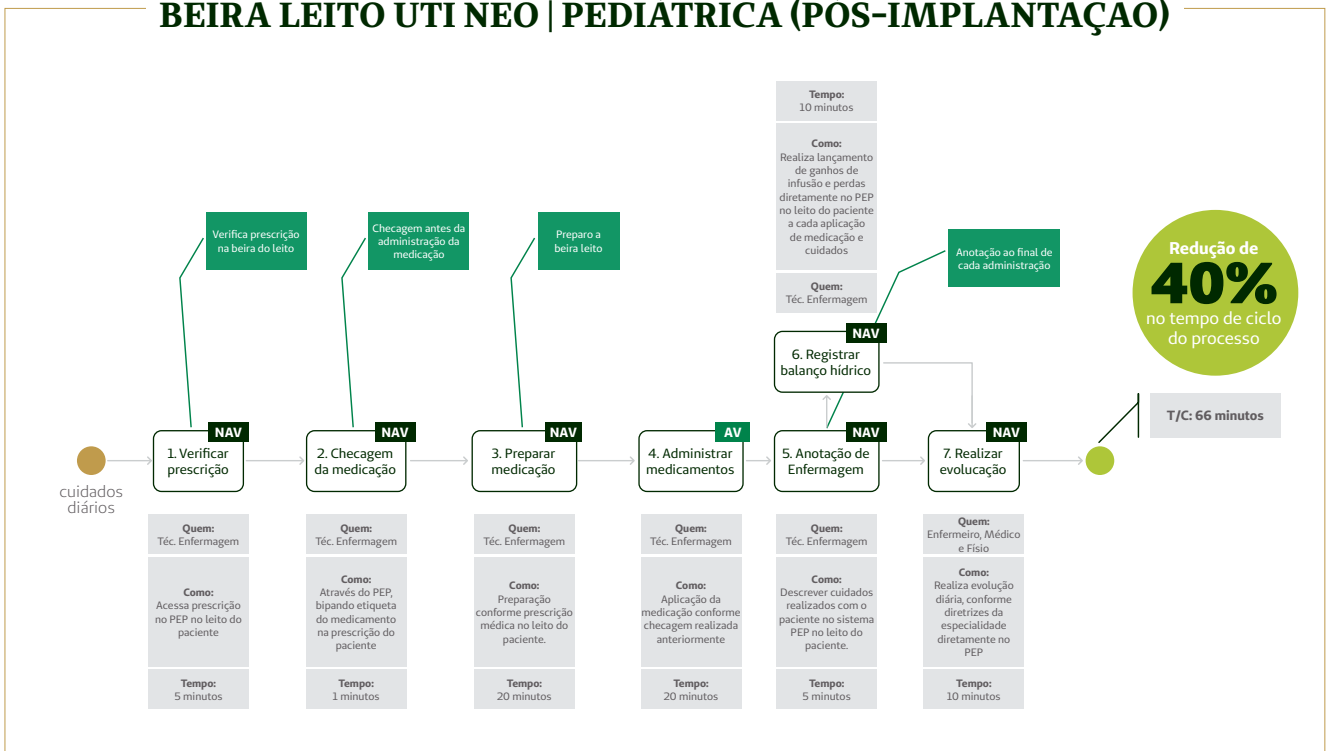 BEIRA LEITO UTI NEO | PEDIÁTRICA (PÓS-IMPLANTAÇÃO)
Tempo:
10 minutos
Como:
Realiza lançamento
de ganhos de
infusão e perdas
diretamente no PEP
no leito do paciente
a cada aplicação
de medicação e
cuidados
Quem:
Téc. Enfermagem
Verifica prescrição
na beira do leito
Checagem antes da
administração da
medicação
Preparo a
beira leito
Anotação ao final de
cada administração
Redução de
40%
no tempo de ciclo
do processo
T/C: 66 minutos
NAV
6. Registrar
balanço hídrico
cuidados
diários
NAV
1. Verificar
prescrição
NAV
2. Checagem
da medicação
NAV
3. Preparar
medicação
AV
4. Administrar
medicamentos
NAV
5. Anotação de
Enfermagem
NAV
7. Realizar
evolucação
Quem:
Téc. Enfermagem
Como:
Acessa prescrição
no PEP no leito do
paciente
Tempo:
5 minutos
Quem:
Téc. Enfermagem
Como:
Através do PEP,
bipando etiqueta
do medicamento
na prescrição do
paciente
Tempo:
1 minutos
Quem:
Téc. Enfermagem
Como:
Preparação
conforme prescrição
médica no leito do
paciente.
Tempo:
20 minutos
Quem:
Téc. Enfermagem
Como:
Aplicação da
medicação conforme
checagem realizada
anteriormente
Tempo:
20 minutos
Quem:
Téc. Enfermagem
Como:
Descrever cuidados
realizados com o
paciente no sistema
PEP no leito do
paciente.
Tempo:
5 minutos
Quem:
Enfermeiro, Médico
e Fisio
Como:
Realiza evolução
diária, conforme
diretrizes da
especialidade
diretamente no
PEP
Tempo:
10 minutos